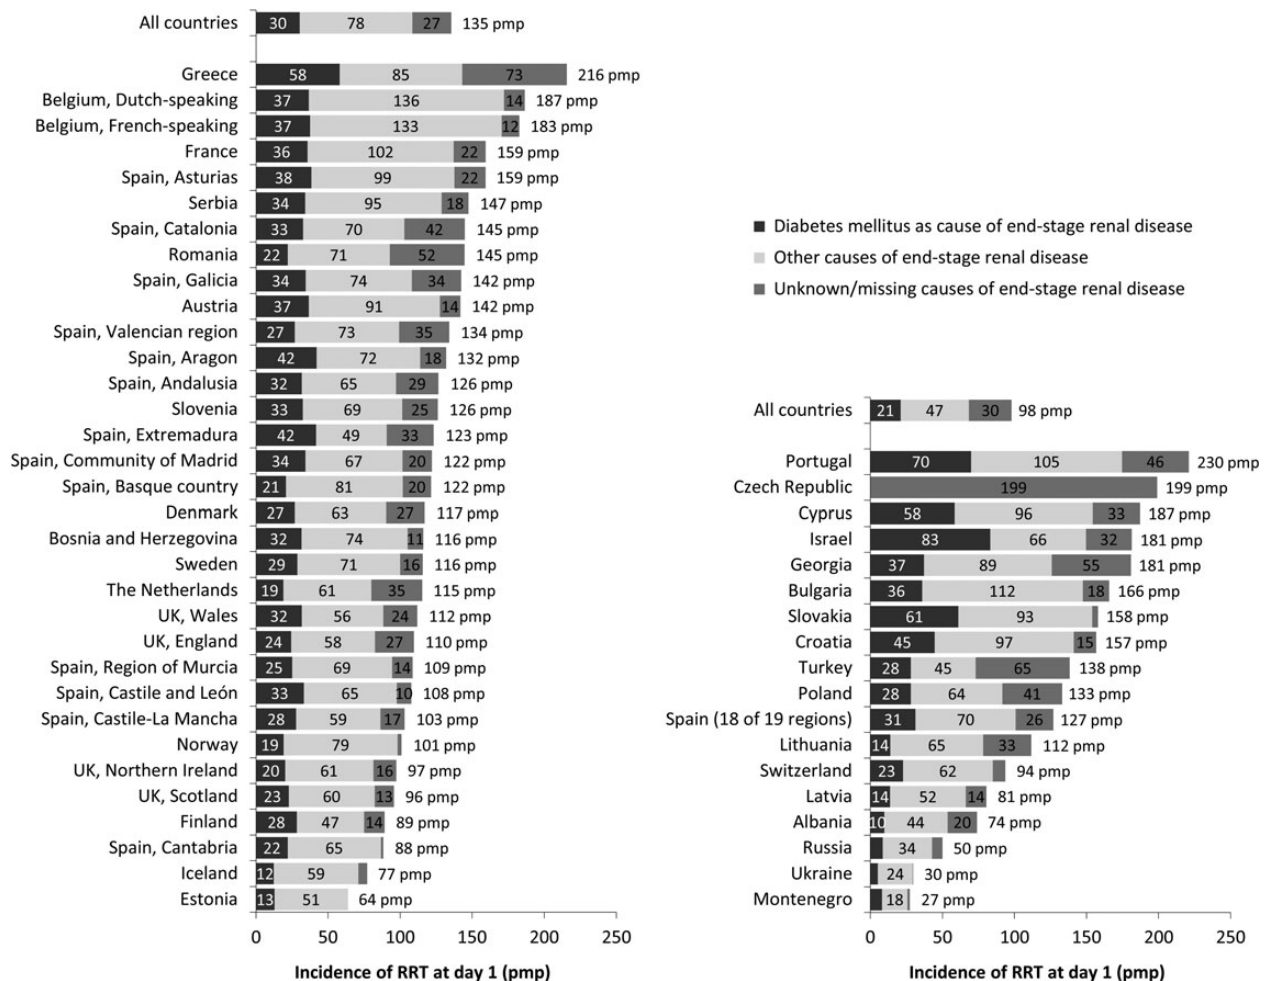 All countries 30 78 27 135 pmp
Greece 58 85 73 216 pmp
Belgium, Dutch-speaking 37 136 14 187 pmp
Belgium, French-speaking 37 133 12 183 pmp
France 36 102 22 159 pmp
Spain, Asturias 38 99 22 159 pmp
Serbia 34 95 18 147 pmp
Spain, Catalonia 33 70 42 145 pmp
Romania 22 71 52 145 pmp
Spain, Galicia 34 74 34 142 pmp
Austria 37 91 14 142 pmp
Spain, Valencian region 27 73 35 134 pmp
Spain, Aragon 42 72 18 132 pmp
Spain, Andalusia 32 65 29 126 pmp
Slovenia 33 69 25 126 pmp
Spain, Extremadura 42 49 33 123 pmp
Spain, Community of Madrid 34 67 20 122 pmp
Spain, Basque country 21 81 20 122 pmp
Denmark 27 63 27 117 pmp
Bosnia and Herzegovina 32 74 11 116 pmp
Sweden 29 71 16 116 pmp
The Netherlands 19 61 35 115 pmp
UK, Wales 32 56 24 112 pmp
UK, England 24 58 27 110 pmp
Spain, Region of Murcia 25 69 14 109 pmp
Spain, Castile and León 33 65 10 108 pmp
Spain, Castile-La Mancha 28 59 17 103 pmp
Norway 19 79 101 pmp
UK, Northern Ireland 20 61 16 97 pmp
UK, Scotland 23 60 13 96 pmp
Finland 28 47 14 89 pmp
Spain, Cantabria 22 65 88 pmp
Iceland 12 59 77 pmp
Estonia 13 51 64 pmp
0 50 100 150 200 250
Incidence of RRT at day 1 (pmp)
Diabetes mellitus as cause of end-stage renal disease
Other causes of end-stage renal disease
Unknown/missing causes of end-stage renal disease
All countries 21 47 30 98 pmp
Portugal 70 105 46 230 pmp
Czech Republic 199 199 pmp
Cyprus 58 96 33 187 pmp
Israel 83 66 32 181 pmp
Georgia 37 89 55 181 pmp
Bulgaria 36 112 18 166 pmp
Slovakia 61 93 158 pmp
Croatia 45 97 15 157 pmp
Turkey 28 45 65 138 pmp
Poland 28 64 41 133 pmp
Spain (18 of 19 regions) 31 70 26 127 pmp
Lithuania 14 65 33 112 pmp
Switzerland 23 62 94 pmp
Latvia 14 52 14 81 pmp
Albania 10 44 20 74 pmp
Russia 34 50 pmp
Ukraine 24 30 pmp
Montenegro 18 27 pmp
0 50 100 150 200 250
Incidence of RRT at day 1 (pmp)